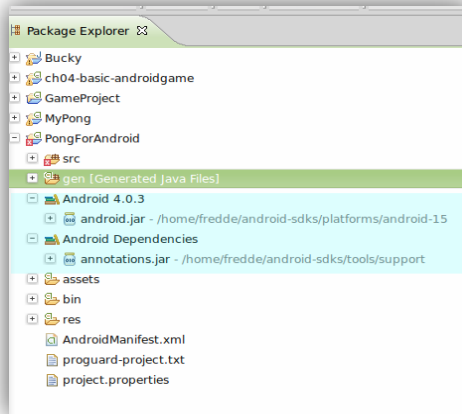 Package Explorer
Bucky
ch04-basic-androidgame
GameProject
MyPong
PongForAndroid
src
gen [Generated Java Files]
Android 4.0.3
android.jar - /home/fredde/android-sdks/platforms/android-15
Android Dependencies
annotations.jar - /home/fredde/android-sdks/tools/support
assets
bin
res
AndroidManifest.xml
proguard-project.txt
project.properties